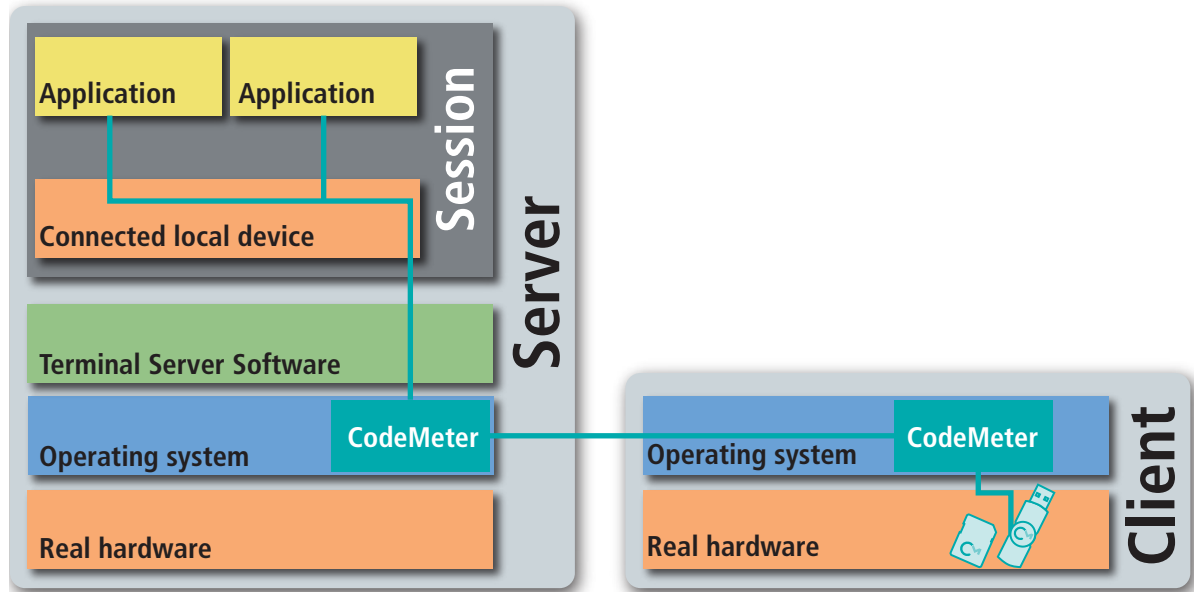 Application
Application
Session
Connected local device
Server
Terminal Server Software
CodeMeter
Operating system
Real hardware
CodeMeter
Operating system
Real hardware
Client